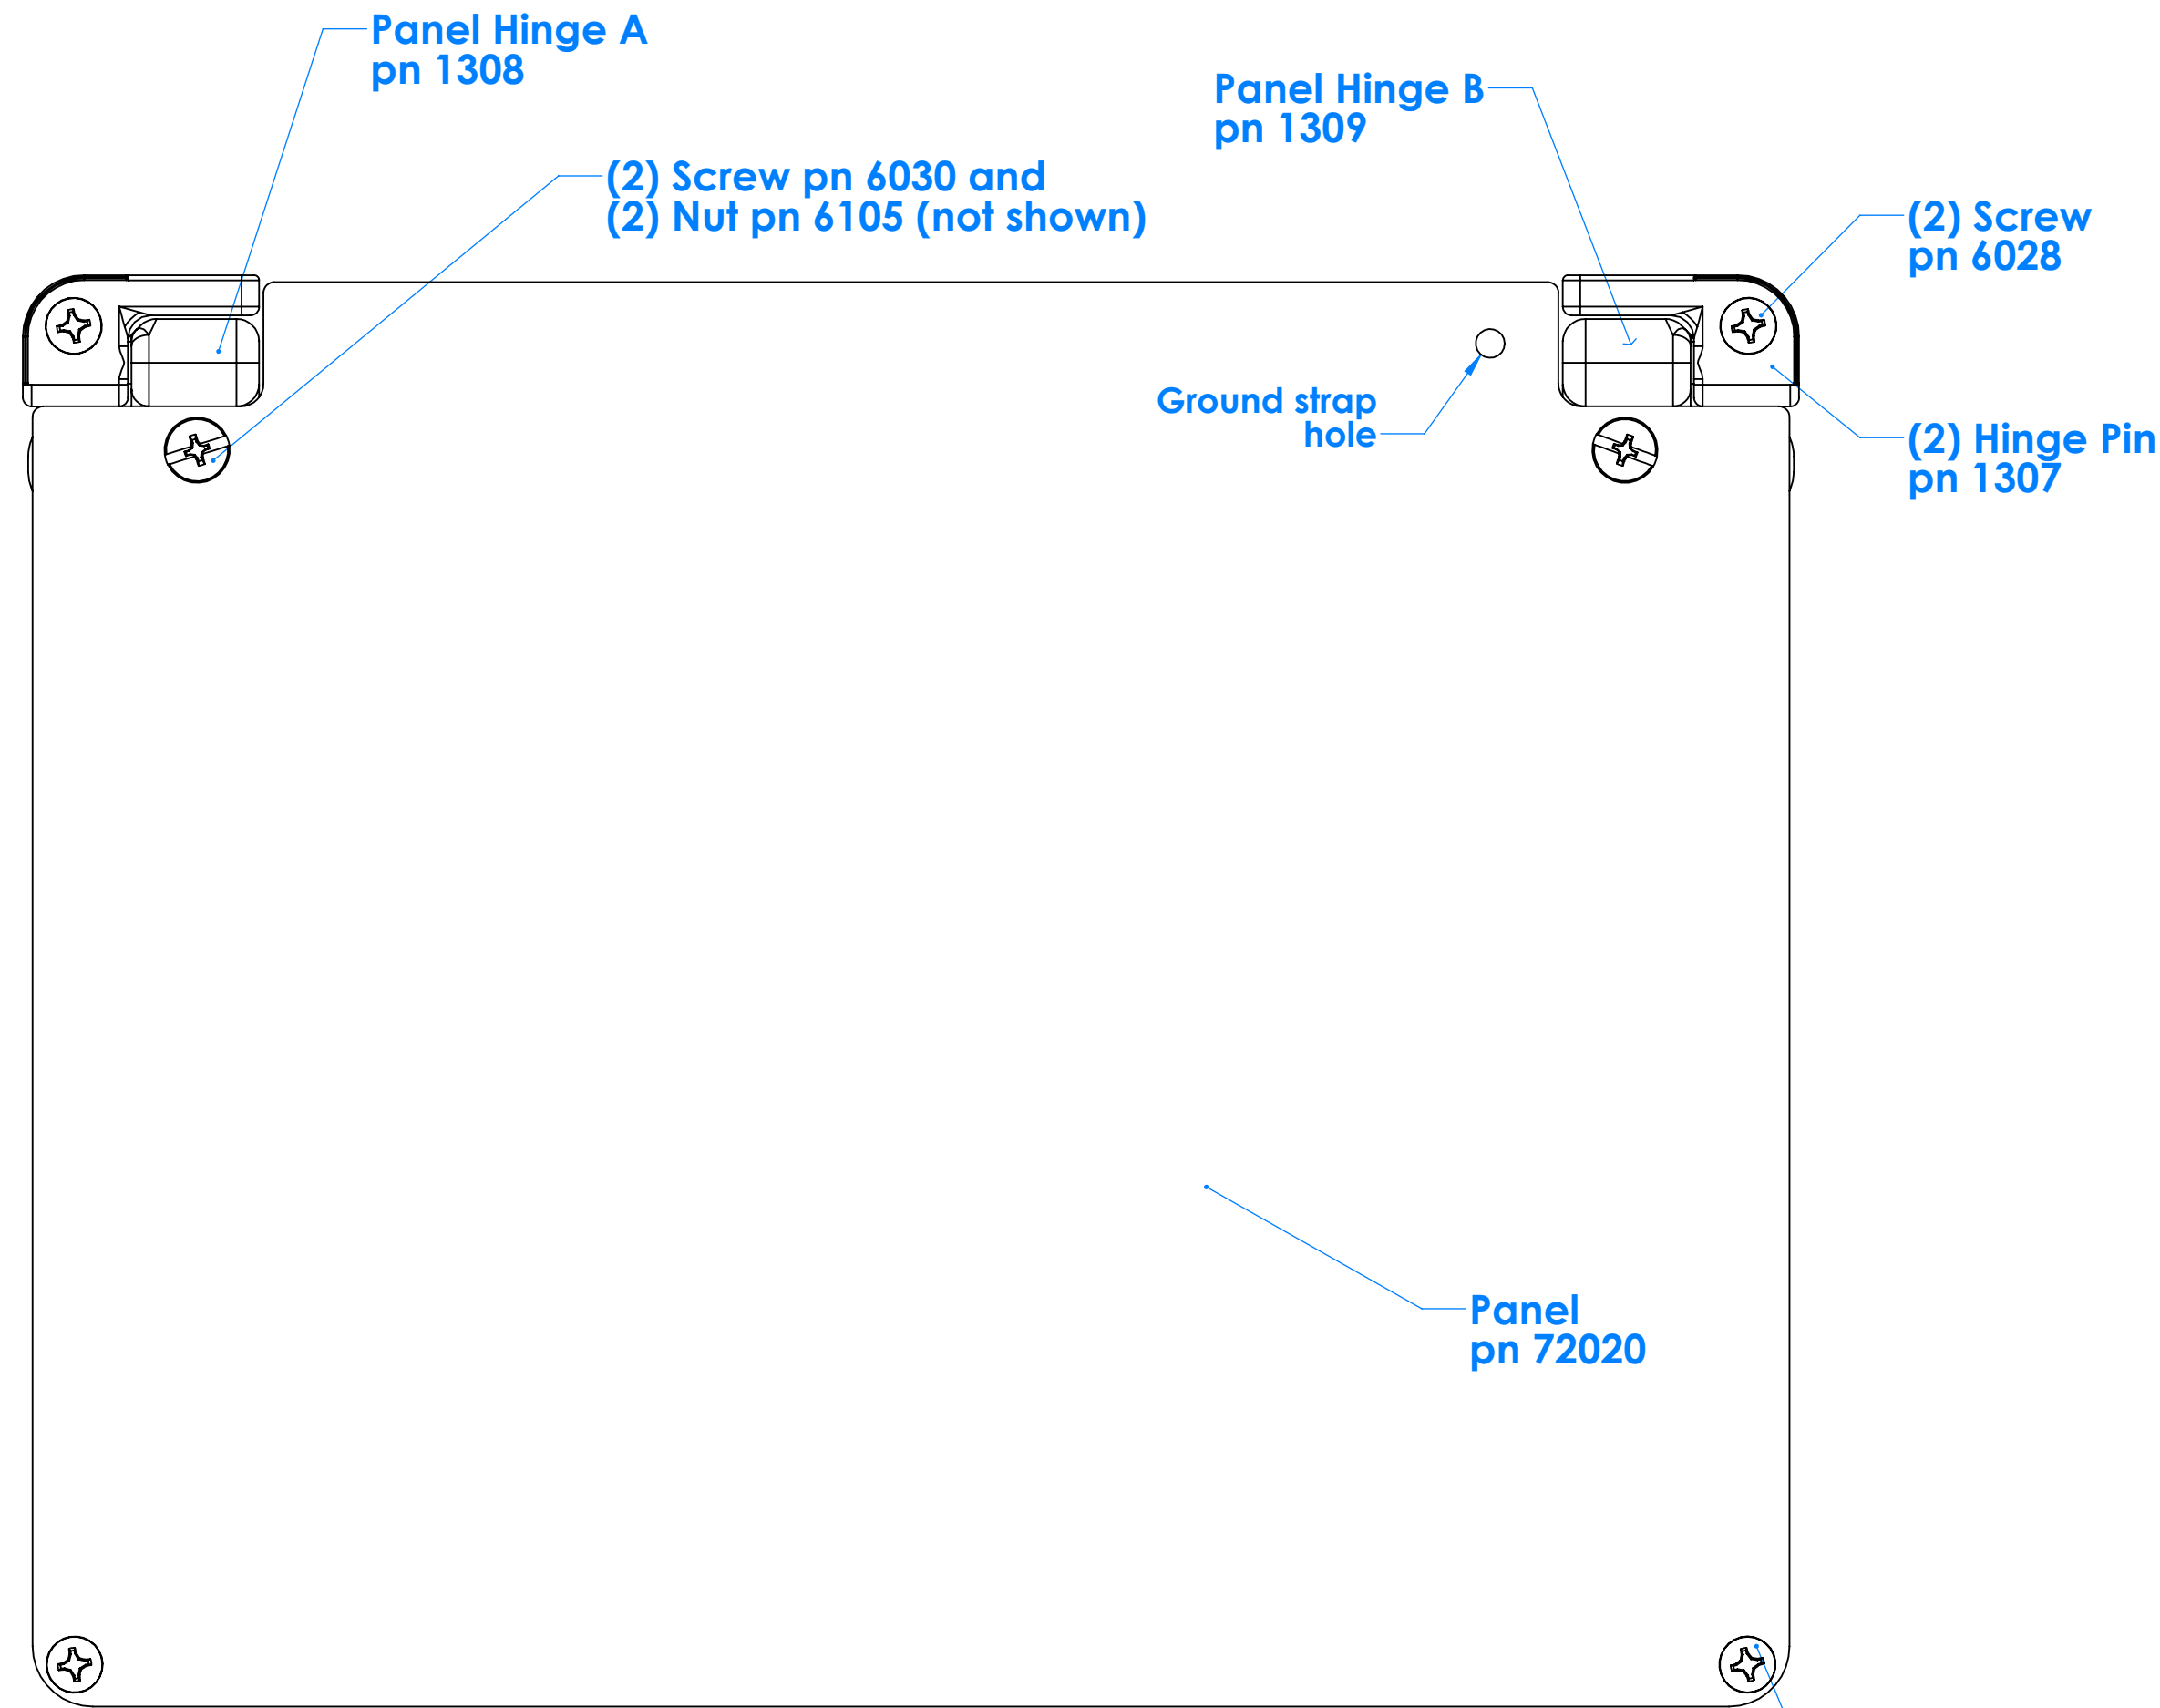 Panel Hinge A
pn 1308
Panel Hinge B
pn 1309
(2) Screw pn 6030 and
(2) Nut pn 6105 (not shown)
(2) Screw
pn 6028
Ground strap
hole
(2) Hinge Pin
pn 1307
Panel
pn 72020